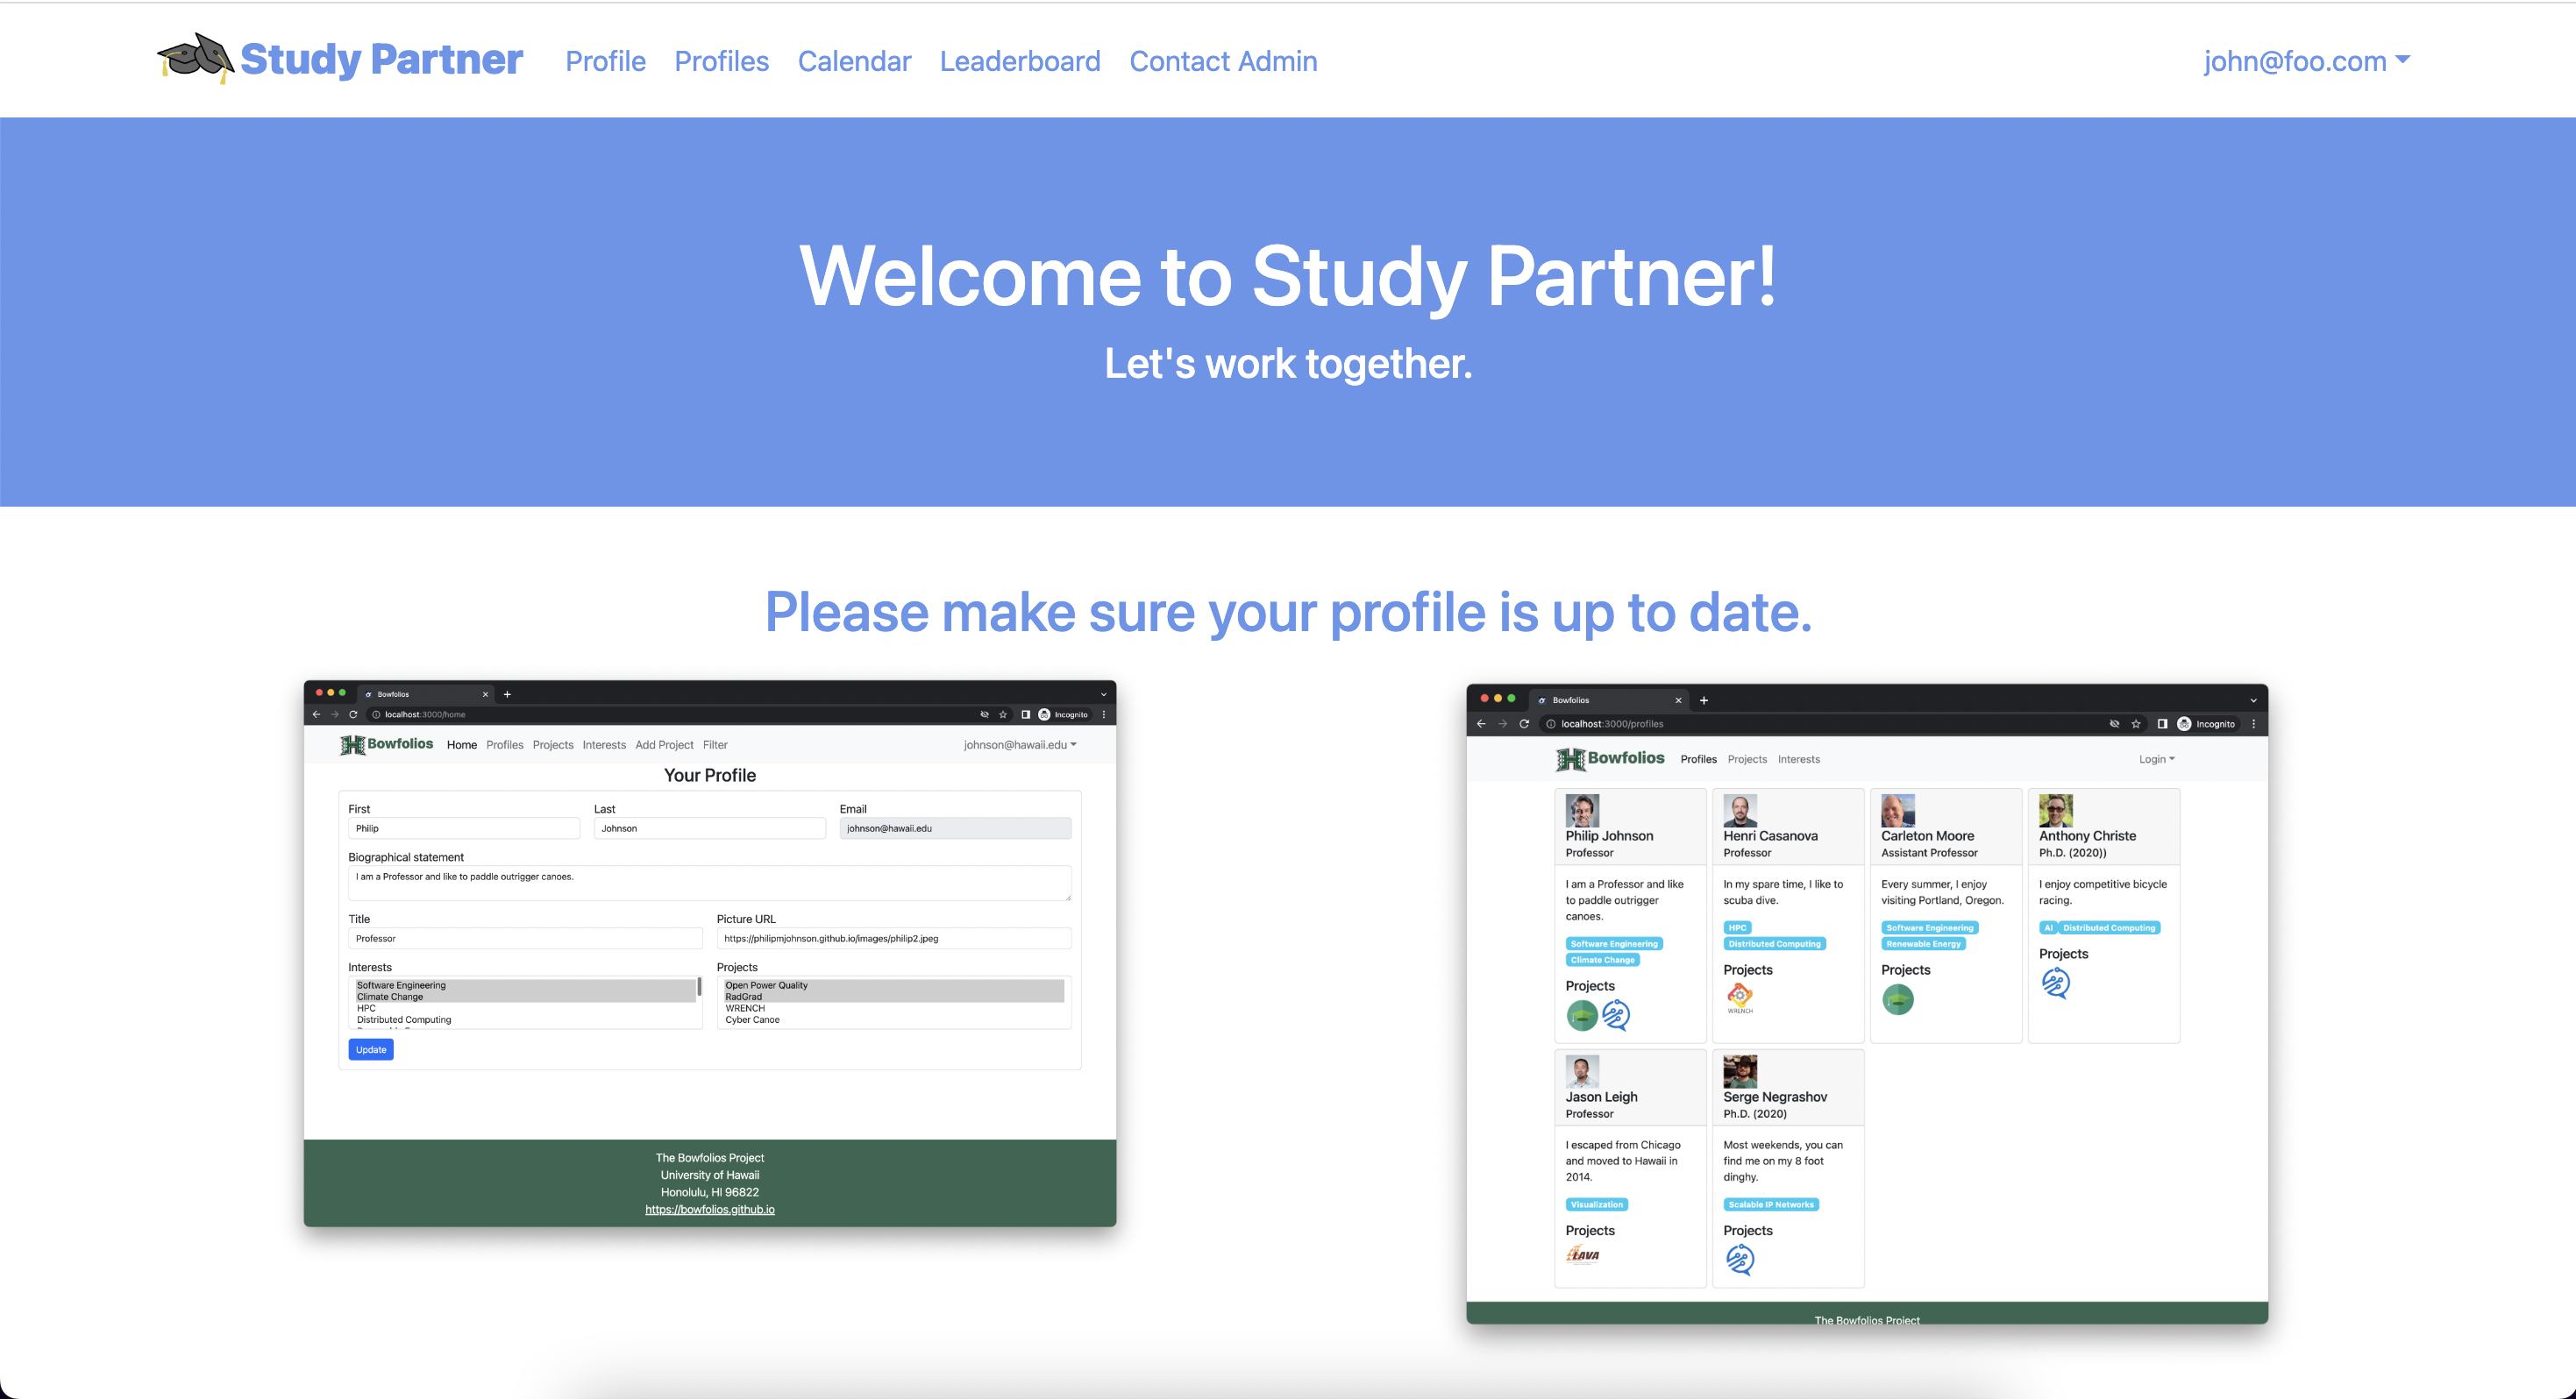 Study Partner Profile Profiles Calendar Leaderboard Contact Admin john@foo.com
Welcome to Study Partner!
Let's work together.
Please make sure your profile is up to date.
Bowfolios
localhost:3000/home Incognito
Bowfolios Home Profiles Projects Interests Add Project Filter johnson@hawaii.edu
Your Profile
First Last Email
Philip Johnson johnson@hawaii.edu
Biographical statement
I am a Professor and like to paddle outrigger canoes.
Title Picture URL
Professor https://philipmjohnson.github.io/images/philip2.jpeg
Interests Projects
Software Engineering Open Power Quality
Climate Change RadGrad
HPC WRENCH
Distributed Computing Cyber Canoe
Update
The Bowfolios Project
University of Hawaii
Honolulu, HI 96822
https://bowfolios.github.io
Bowfolios
localhost:3000/profiles Incognito
Bowfolios Profiles Projects Interests Login
Philip Johnson
Professor
I am a Professor and like
to paddle outrigger
canoes.
Software Engineering
Climate Change
Projects
Henri Casanova
Professor
In my spare time, I like to
scuba dive.
HPC
Distributed Computing
Projects
WRENCH
Carleton Moore
Assistant Professor
Every summer, I enjoy
visiting Portland, Oregon.
Software Engineering
Renewable Energy
Projects
Anthony Christe
Ph.D. (2020))
I enjoy competitive bicycle
racing.
AI Distributed Computing
Projects
Jason Leigh
Professor
I escaped from Chicago
and moved to Hawaii in
2014.
Visualization
Projects
LAVA
Serge Negrashov
Ph.D. (2020)
Most weekends, you can
find me on my 8 foot
dinghy.
Scalable IP Networks
Projects
The Bowfolios Project